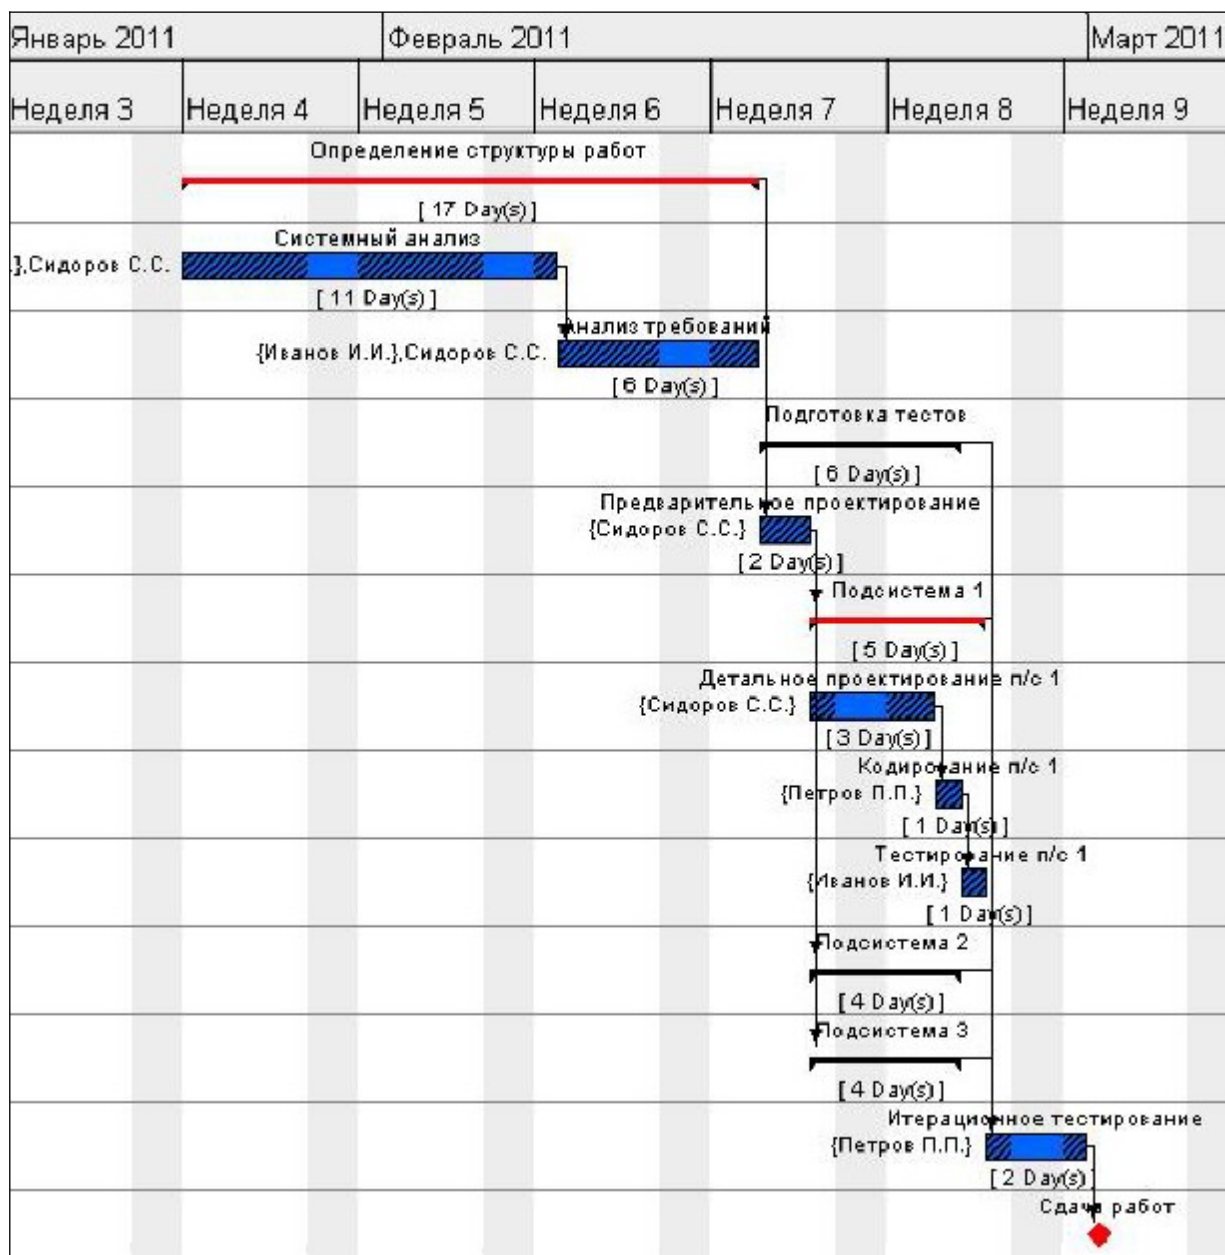 Январь 2011
Февраль 2011
Март 2011
Неделя 3
Неделя 4
Неделя 5
Неделя 6
Неделя 7
Неделя 8
Неделя 9
Определение структуры работ
[ 17 Day(s) ]
Системный анализ
},Сидоров С.С.
[ 11 Day(s) ]
Анализ требований
{Иванов И.И.},Сидоров С.С.
[ 6 Day(s) ]
Подготовка тестов
[ 6 Day(s) ]
Предварительное проектирование
{Сидоров С.С.}
[ 2 Day(s) ]
Подсистема 1
[ 5 Day(s) ]
Детальное проектирование п/с 1
{Сидоров С.С.}
[ 3 Day(s) ]
Кодирование п/с 1
{Петров П.П.}
[ 1 Day(s) ]
Тестирование п/с 1
{Иванов И.И.}
[ 1 Day(s) ]
Подсистема 2
[ 4 Day(s) ]
Подсистема 3
[ 4 Day(s) ]
Итерационное тестирование
{Петров П.П.}
[ 2 Day(s) ]
Сдача работ